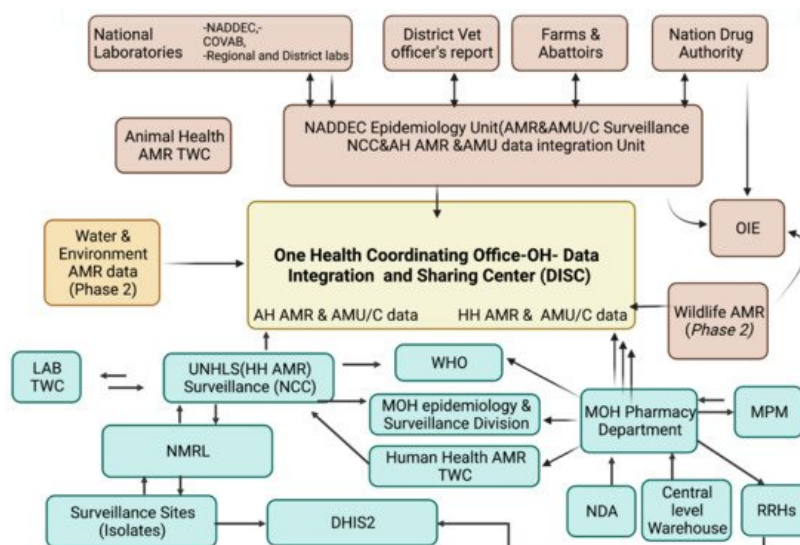 National
Laboratories
-NADDEC,-
COVAB,
-Regional and District labs
District Vet
officer's report
Farms &
Abattoirs
Nation Drug
Authority
Animal Health
AMR TWC
NADDEC Epidemiology Unit(AMR&AMU/C Surveillance
NCC&AH AMR &AMU data integration Unit
Water &
Environment
AMR data
(Phase 2)
One Health Coordinating Office-OH- Data
Integration and Sharing Center (DISC)
AH AMR & AMU/C data
HH AMR & AMU/C data
OIE
Wildlife AMR
(Phase 2)
LAB
TWC
UNHLS(HH AMR)
Surveillance (NCC)
WHO
MOH epidemiology &
Surveillance Division
MOH Pharmacy
Department
MPM
NMRL
Human Health AMR
TWC
Surveillance Sites
(Isolates)
DHIS2
NDA
Central
level
Warehouse
RRHs